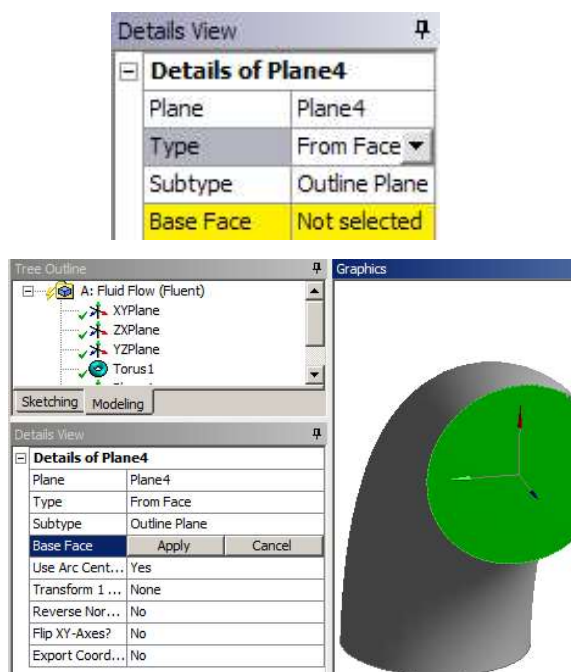 Details View
Details of Plane4
Plane Plane4
Type From Face
Subtype Outline Plane
Base Face Not selected
Tree Outline
Graphics
A: Fluid Flow (Fluent)
XYPlane
ZXPlane
YZPlane
Torus1
Sketching Modeling
Details View
Details of Plane4
Plane Plane4
Type From Face
Subtype Outline Plane
Base Face Apply Cancel
Use Arc Cent... Yes
Transform 1 ... None
Reverse Nor... No
Flip XY-Axes? No
Export Coord... No